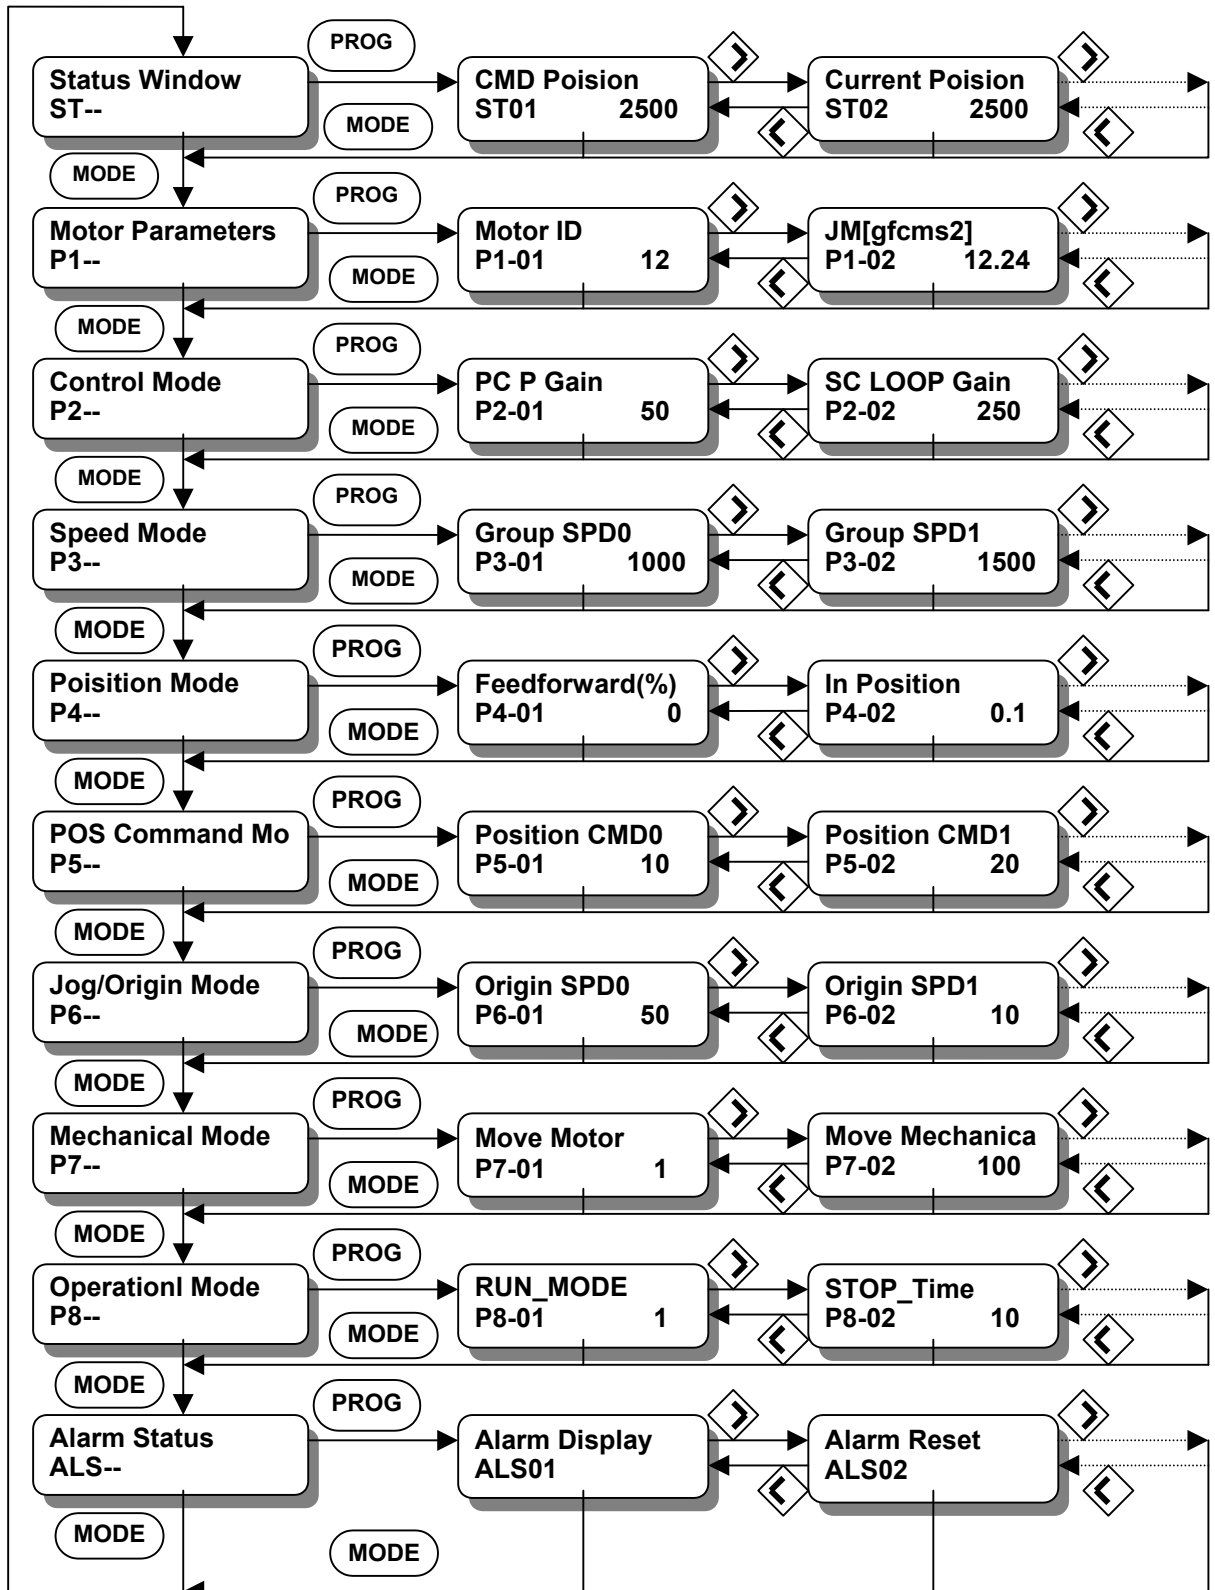 PROG
Status Window
ST--
CMD Poision
ST01 2500
Current Poision
ST02 2500
MODE
MODE
PROG
Motor Parameters
P1--
Motor ID
P1-01 12
JM[gfcms2]
P1-02 12.24
MODE
MODE
PROG
Control Mode
P2--
PC P Gain
P2-01 50
SC LOOP Gain
P2-02 250
MODE
MODE
PROG
Speed Mode
P3--
Group SPD0
P3-01 1000
Group SPD1
P3-02 1500
MODE
MODE
PROG
Poisition Mode
P4--
Feedforward(%)
P4-01 0
In Position
P4-02 0.1
MODE
MODE
PROG
POS Command Mo
P5--
Position CMD0
P5-01 10
Position CMD1
P5-02 20
MODE
MODE
PROG
Jog/Origin Mode
P6--
Origin SPD0
P6-01 50
Origin SPD1
P6-02 10
MODE
MODE
PROG
Mechanical Mode
P7--
Move Motor
P7-01 1
Move Mechanica
P7-02 100
MODE
MODE
PROG
Operationl Mode
P8--
RUN_MODE
P8-01 1
STOP_Time
P8-02 10
MODE
MODE
PROG
Alarm Status
ALS--
Alarm Display
ALS01
Alarm Reset
ALS02
MODE
MODE